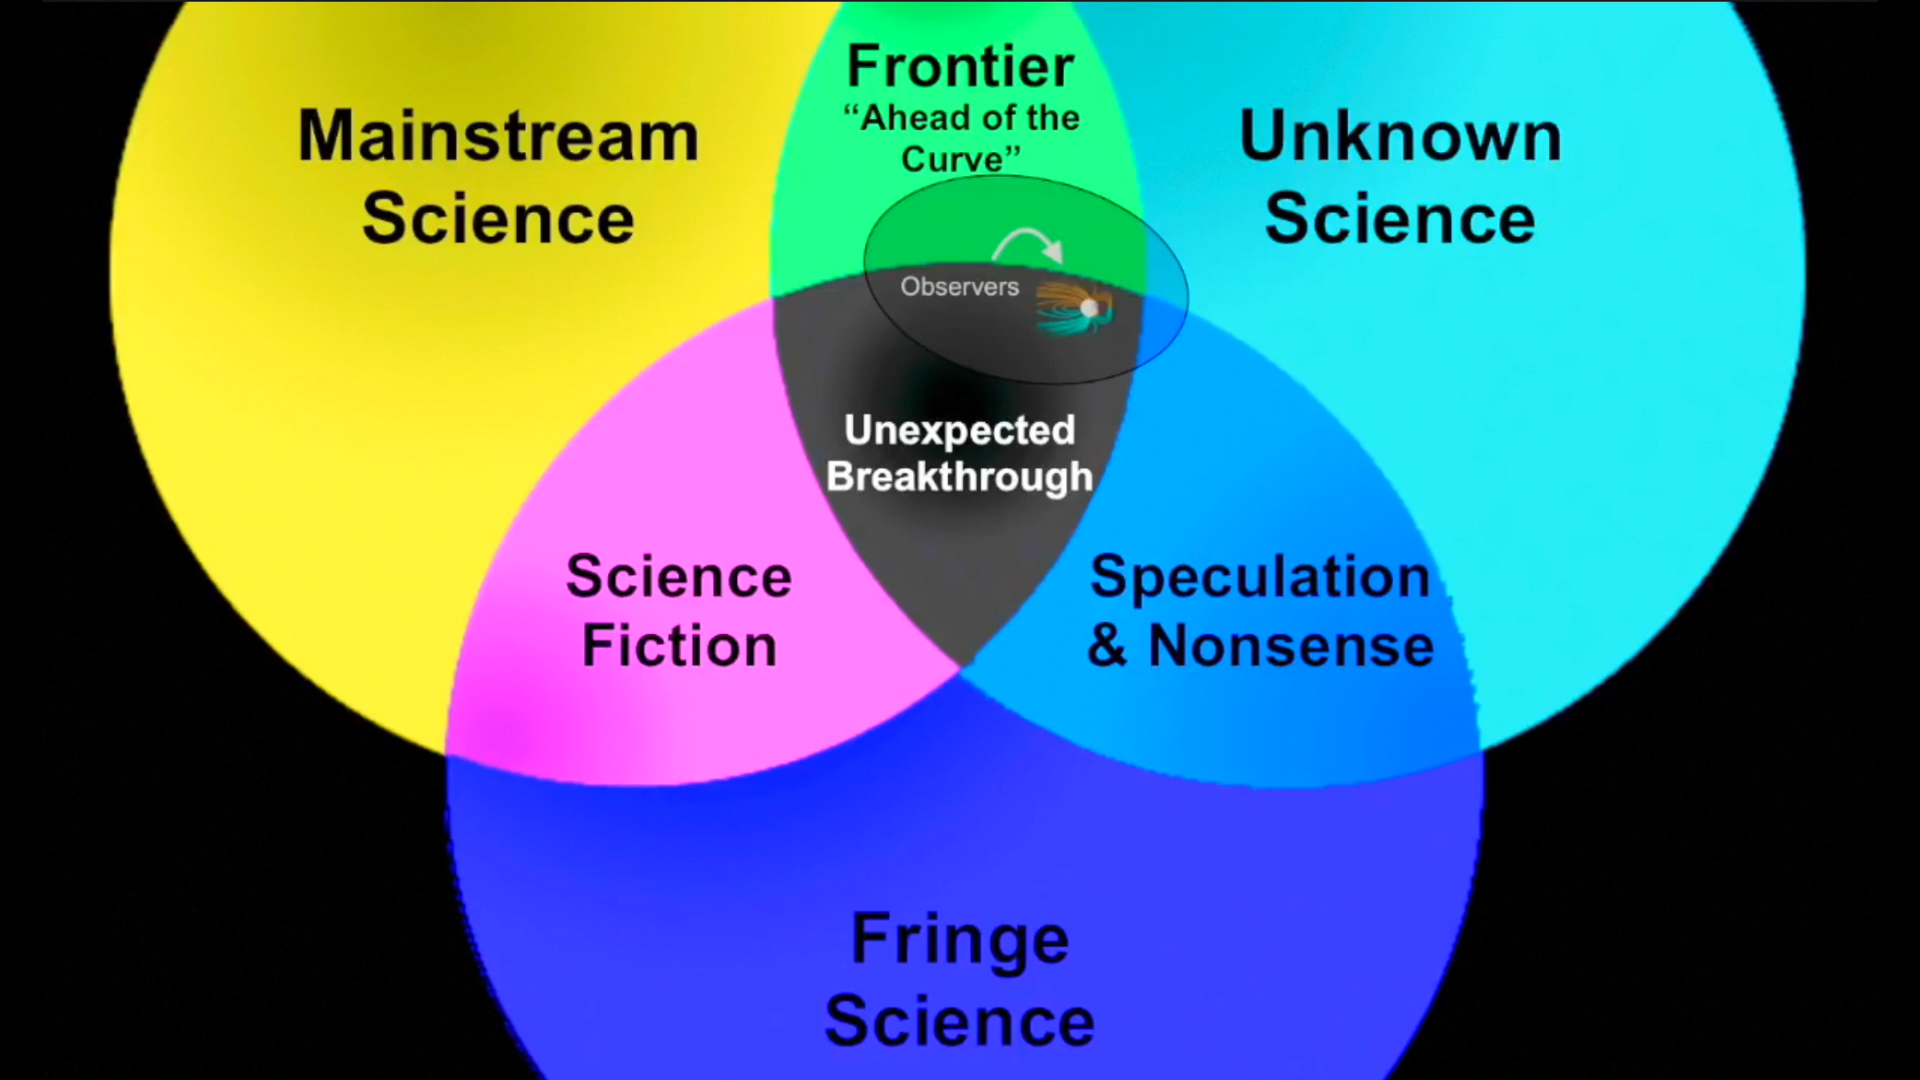 Frontier
“Ahead of the
Curve”
Mainstream
Science
Unknown
Science
Observers
Unexpected
Breakthrough
Science
Fiction
Speculation
& Nonsense
Fringe
Science